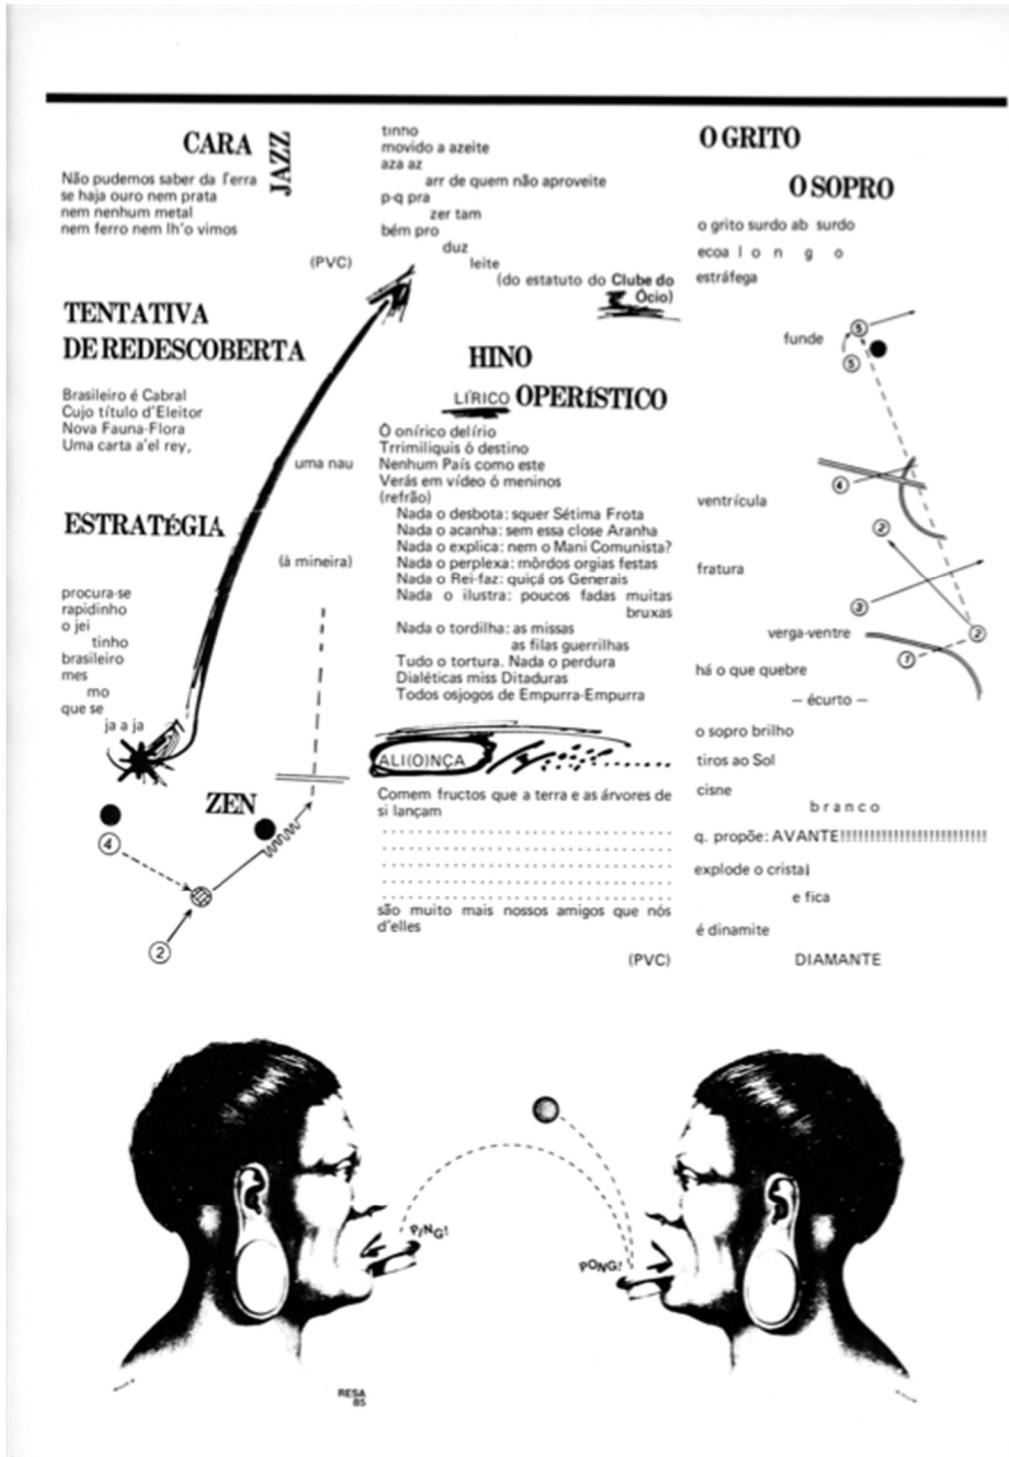 CARA
JAZZ
Não pudemos saber da Terra
se haja ouro nem prata
nem nenhum metal
nem ferro nem lh'o vimos
(PVC)
TENTATIVA
DE REDESCOBERTA
Brasileiro é Cabral
Cujo título d'Eleitor
Nova Fauna-Flora
Uma carta a'el rey,
uma nau
ESTRATÉGIA
(à mineira)
procura-se
rapidinho
o jei
tinho
brasileiro
mes
mo
que se
ja a ja
ZEN
4
2
tinho
movido a azeite
aza az
arr de quem não aproveite
p-q pra
zer tam
bém pro
duz
leite
(do estatuto do Clube do
Ócio)
HINO
LÍRICO OPERÍSTICO
Ô onírico delírio
Trrimiliquis ó destino
Nenhum País como este
Verás em vídeo ó meninos
(refrão)
Nada o desbota: squer Sétima Frota
Nada o acanha: sem essa close Aranha
Nada o explica: nem o Mani Comunista?
Nada o perplexa: môrdos orgias festas
Nada o Rei-faz: quiçá os Generais
Nada o ilustra: poucos fadas muitas
bruxas
Nada o tordilha: as missas
as filas guerrilhas
Tudo o tortura. Nada o perdura
Dialéticas miss Ditaduras
Todos osjogos de Empurra-Empurra
ALI(O)NÇA
Comem fructos que a terra e as árvores de
si lançam
são muito mais nossos amigos que nós
d'elles
(PVC)
O GRITO
O SOPRO
o grito surdo ab surdo
ecoa l o n g o
estráfega
funde
5
5
4
ventrícula
2
fratura
3
verga-ventre
2
1
há o que quebre
— écurto —
o sopro brilho
tiros ao Sol
cisne
b r a n c o
q. propõe: AVANTE!!!!!!!!!!!!!!!!!!!!!!!!!
explode o cristal
e fica
é dinamite
DIAMANTE
PING!
PONG!
RESA
85